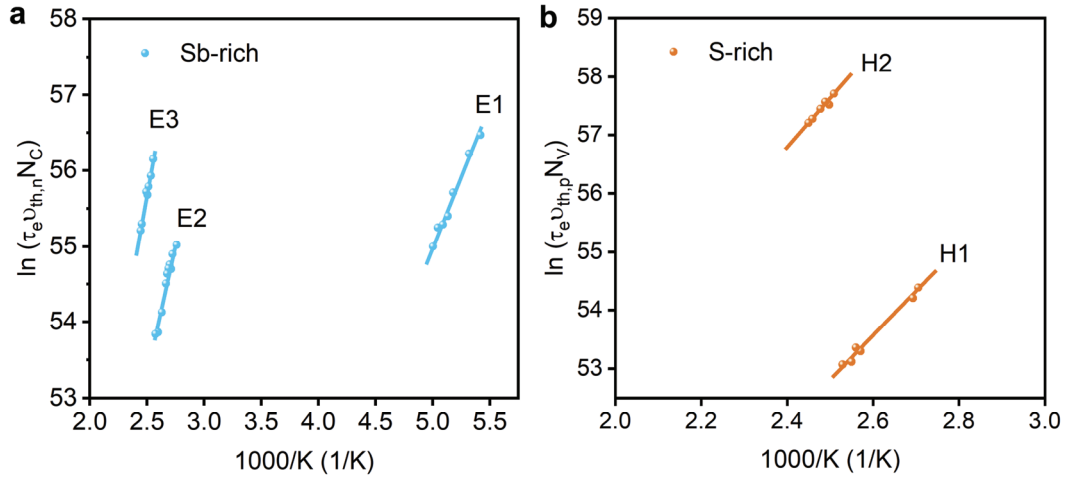 a
Sb-rich
E3
E2
E1
58
57
56
55
54
53
2.0 2.5 3.0 3.5 4.0 4.5 5.0 5.5
ln (τₑυₜₕ,ₙN_C)
1000/K (1/K)
b
S-rich
H2
H1
59
58
57
56
55
54
53
2.0 2.2 2.4 2.6 2.8 3.0
ln (τₑυₜₕ,ₚN_V)
1000/K (1/K)